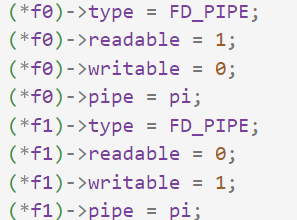 (*f0)->type = FD_PIPE;
(*f0)->readable = 1;
(*f0)->writable = 0;
(*f0)->pipe = pi;
(*f1)->type = FD_PIPE;
(*f1)->readable = 0;
(*f1)->writable = 1;
(*f1)->pipe = pi;